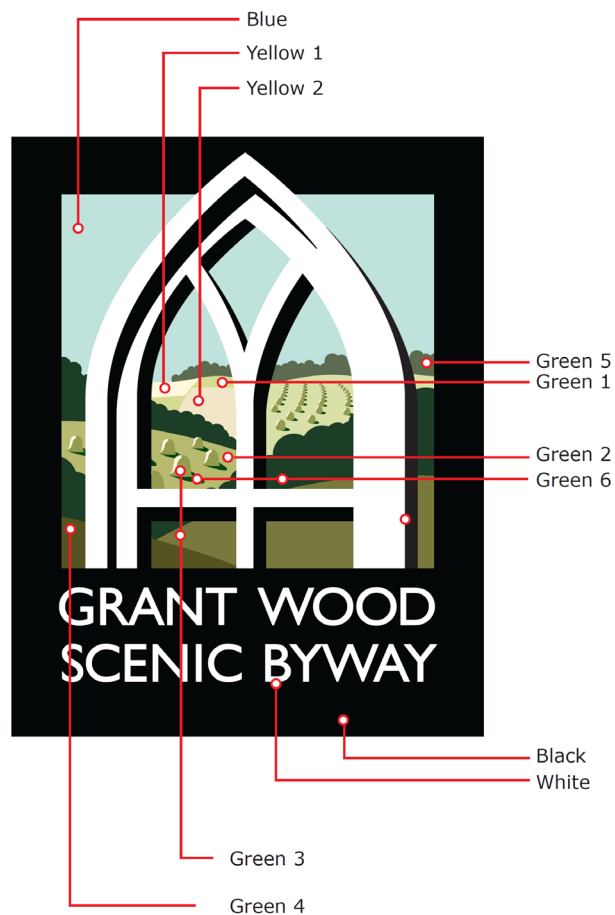 Blue
Yellow 1
Yellow 2
Green 5
Green 1
Green 2
Green 6
GRANT WOOD
SCENIC BYWAY
Black
White
Green 3
Green 4